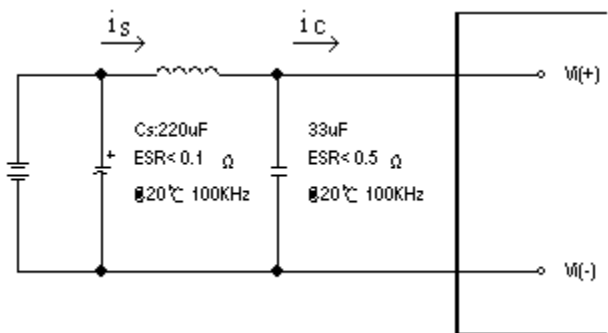 is
ic
Vi(+)
Cs:220uF
ESR<0.1 Ω
@20℃ 100KHz
33uF
ESR<0.5 Ω
@20℃ 100KHz
+
Vi(-)